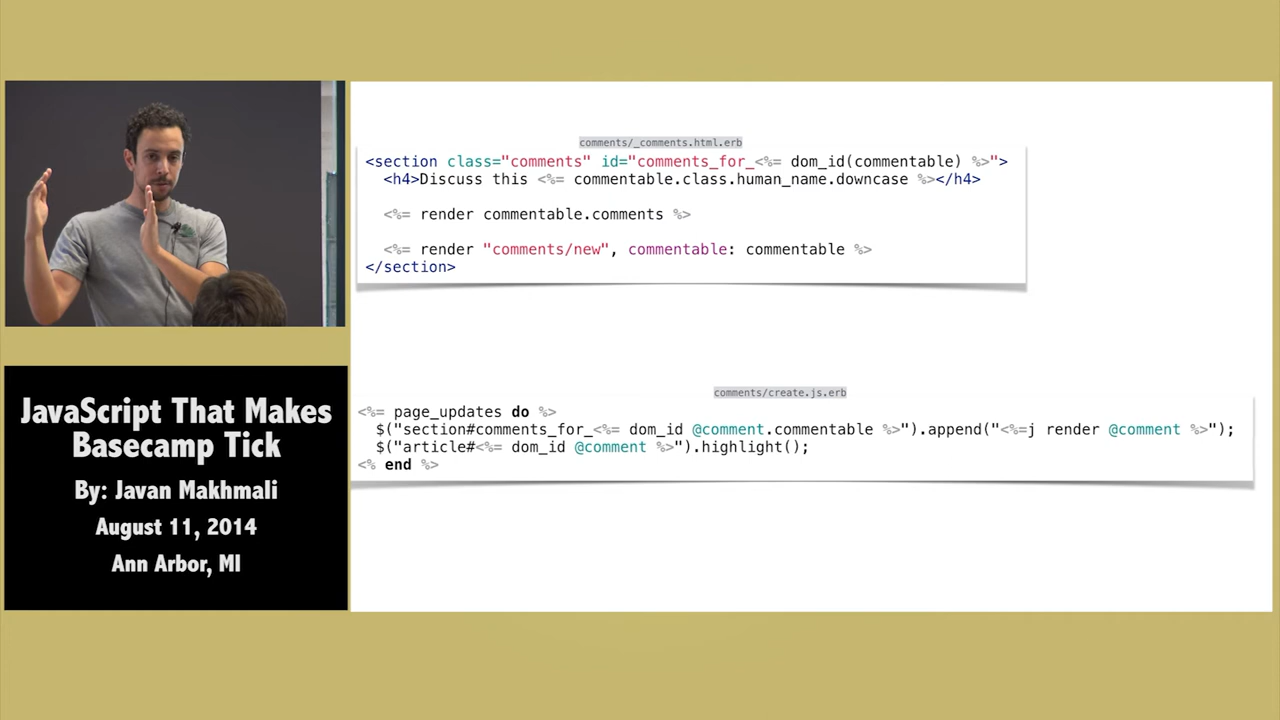 comments/_comments.html.erb
<section class="comments" id="comments_for_<%= dom_id(commentable) %>">
<h4>Discuss this <%= commentable.class.human_name.downcase %></h4>
<%= render commentable.comments %>
<%= render "comments/new", commentable: commentable %>
</section>
comments/create.js.erb
<%= page_updates do %>
$("section#comments_for_<%= dom_id @comment.commentable %>").append("<%=j render @comment %>");
$("article#<%= dom_id @comment %>").highlight();
<% end %>
JavaScript That Makes
Basecamp Tick
By: Javan Makhmali
August 11, 2014
Ann Arbor, MI